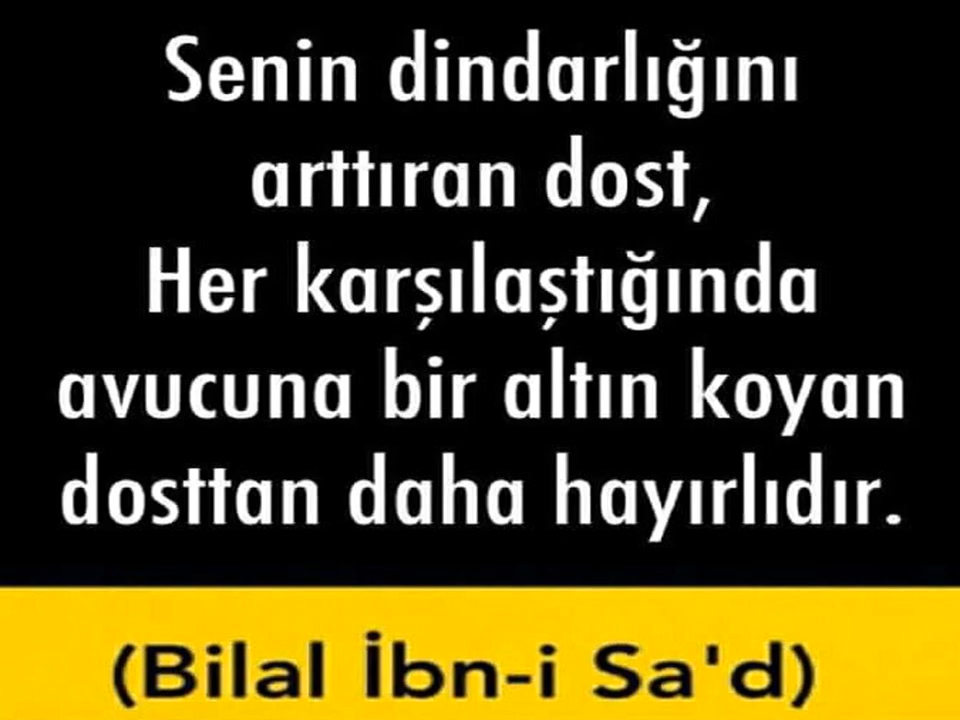 Senin dindarlığını
arttıran dost,
Her karşılaştığında
avucuna bir altın koyan
dosttan daha hayırlıdır.
(Bilal İbn-i Sa'd)